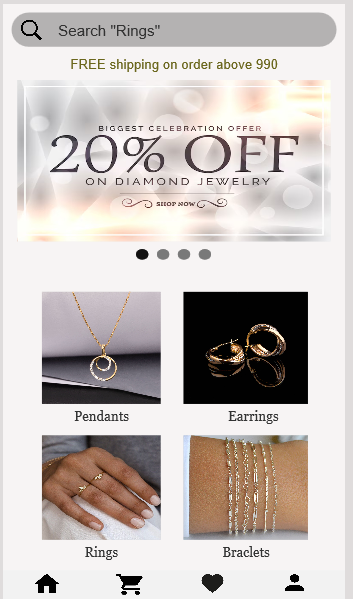 Search "Rings"
FREE shipping on order above 990
BIGGEST CELEBRATION OFFER
20% OFF
ON DIAMOND JEWELRY
SHOP NOW
Pendants
Earrings
Rings
Braclets